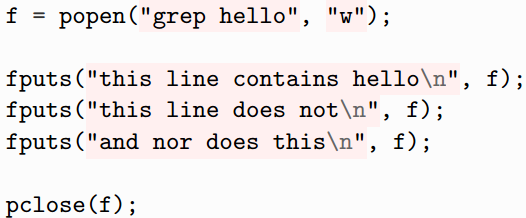 f = popen("grep hello", "w");
fputs("this line contains hello\n", f);
fputs("this line does not\n", f);
fputs("and nor does this\n", f);
pclose(f);